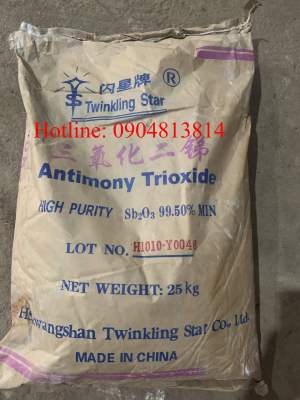 闪星牌 ®
Twinkling Star
Hotline: 0904813814
三氧化二锑
Antimony Trioxide
HIGH PURITY Sb₂O₃ 99.50% MIN
LOT NO. H1010-Y0046
NET WEIGHT: 25kg
Twinkling Star Co., Ltd.
MADE IN CHINA